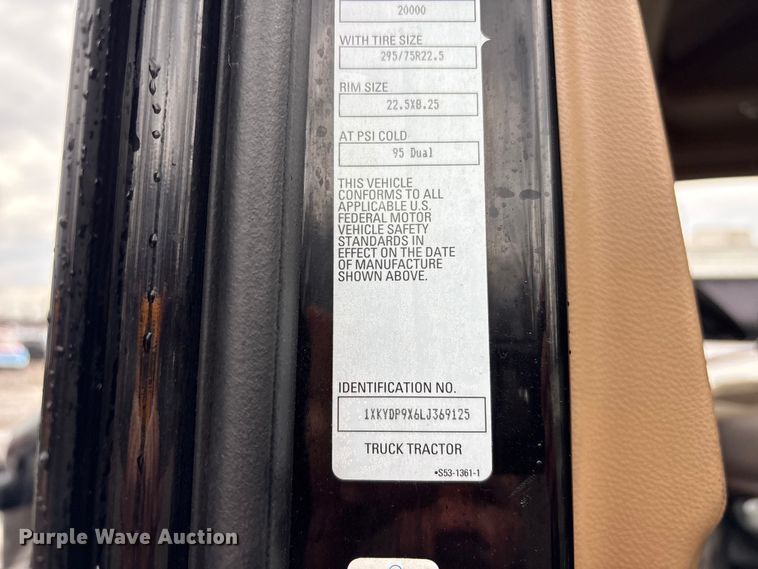 20000
WITH TIRE SIZE
295/75R22.5
RIM SIZE
22.5X8.25
AT PSI COLD
95 Dual
THIS VEHICLE
CONFORMS TO ALL
APPLICABLE U.S.
FEDERAL MOTOR
VEHICLE SAFETY
STANDARDS IN
EFFECT ON THE DATE
OF MANUFACTURE
SHOWN ABOVE.
IDENTIFICATION NO.
1XKYDP9X6LJ369125
TRUCK TRACTOR
•S53-1361-1
Purple Wave Auction